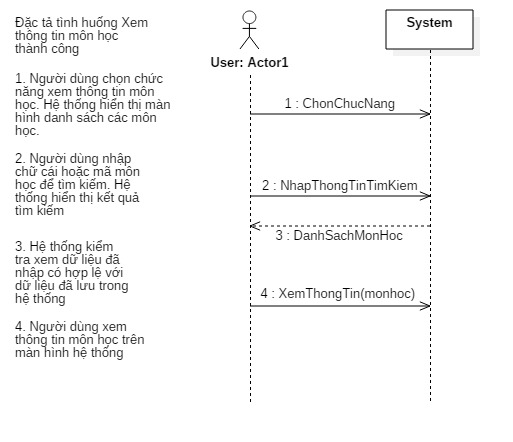 Đặc tả tình huống Xem
thông tin môn học
thành công
1. Người dùng chọn chức
năng xem thông tin môn
học. Hệ thống hiển thị màn
hình danh sách các môn
học.
2. Người dùng nhập
chữ cái hoặc mã môn
học để tìm kiếm. Hệ
thống hiển thị kết quả
tìm kiếm
3. Hệ thống kiểm
tra xem dữ liệu đã
nhập có hợp lệ với
dữ liệu đã lưu trong
hệ thống
4. Người dùng xem
thông tin môn học trên
màn hình hệ thống
User: Actor1
System
1 : ChonChucNang
2 : NhapThongTinTimKiem
3 : DanhSachMonHoc
4 : XemThongTin(monhoc)